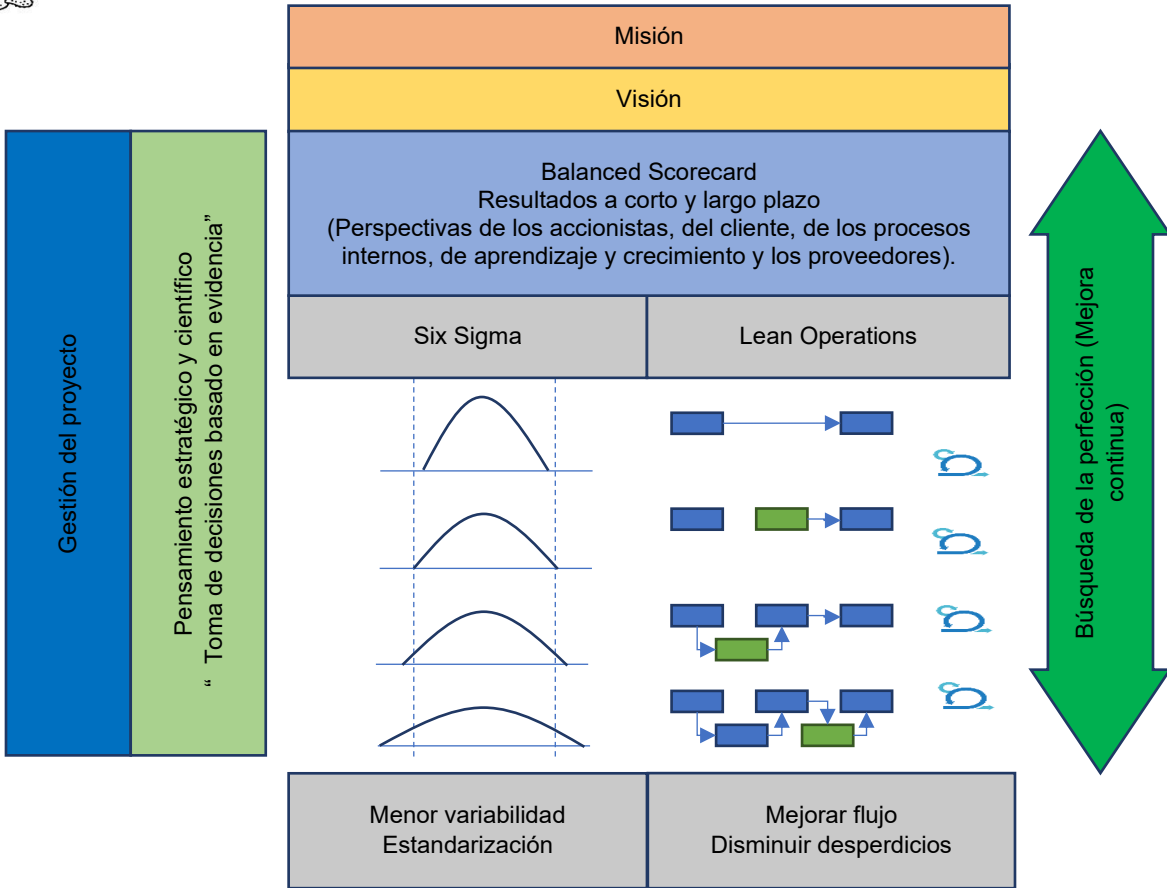 Misión
Visión
Balanced Scorecard
Resultados a corto y largo plazo
(Perspectivas de los accionistas, del cliente, de los procesos
internos, de aprendizaje y crecimiento y los proveedores).
Six Sigma
Lean Operations
Gestión del proyecto
Pensamiento estratégico y científico
“ Toma de decisiones basado en evidencia”
Búsqueda de la perfección (Mejora
continua)
Menor variabilidad
Estandarización
Mejorar flujo
Disminuir desperdicios